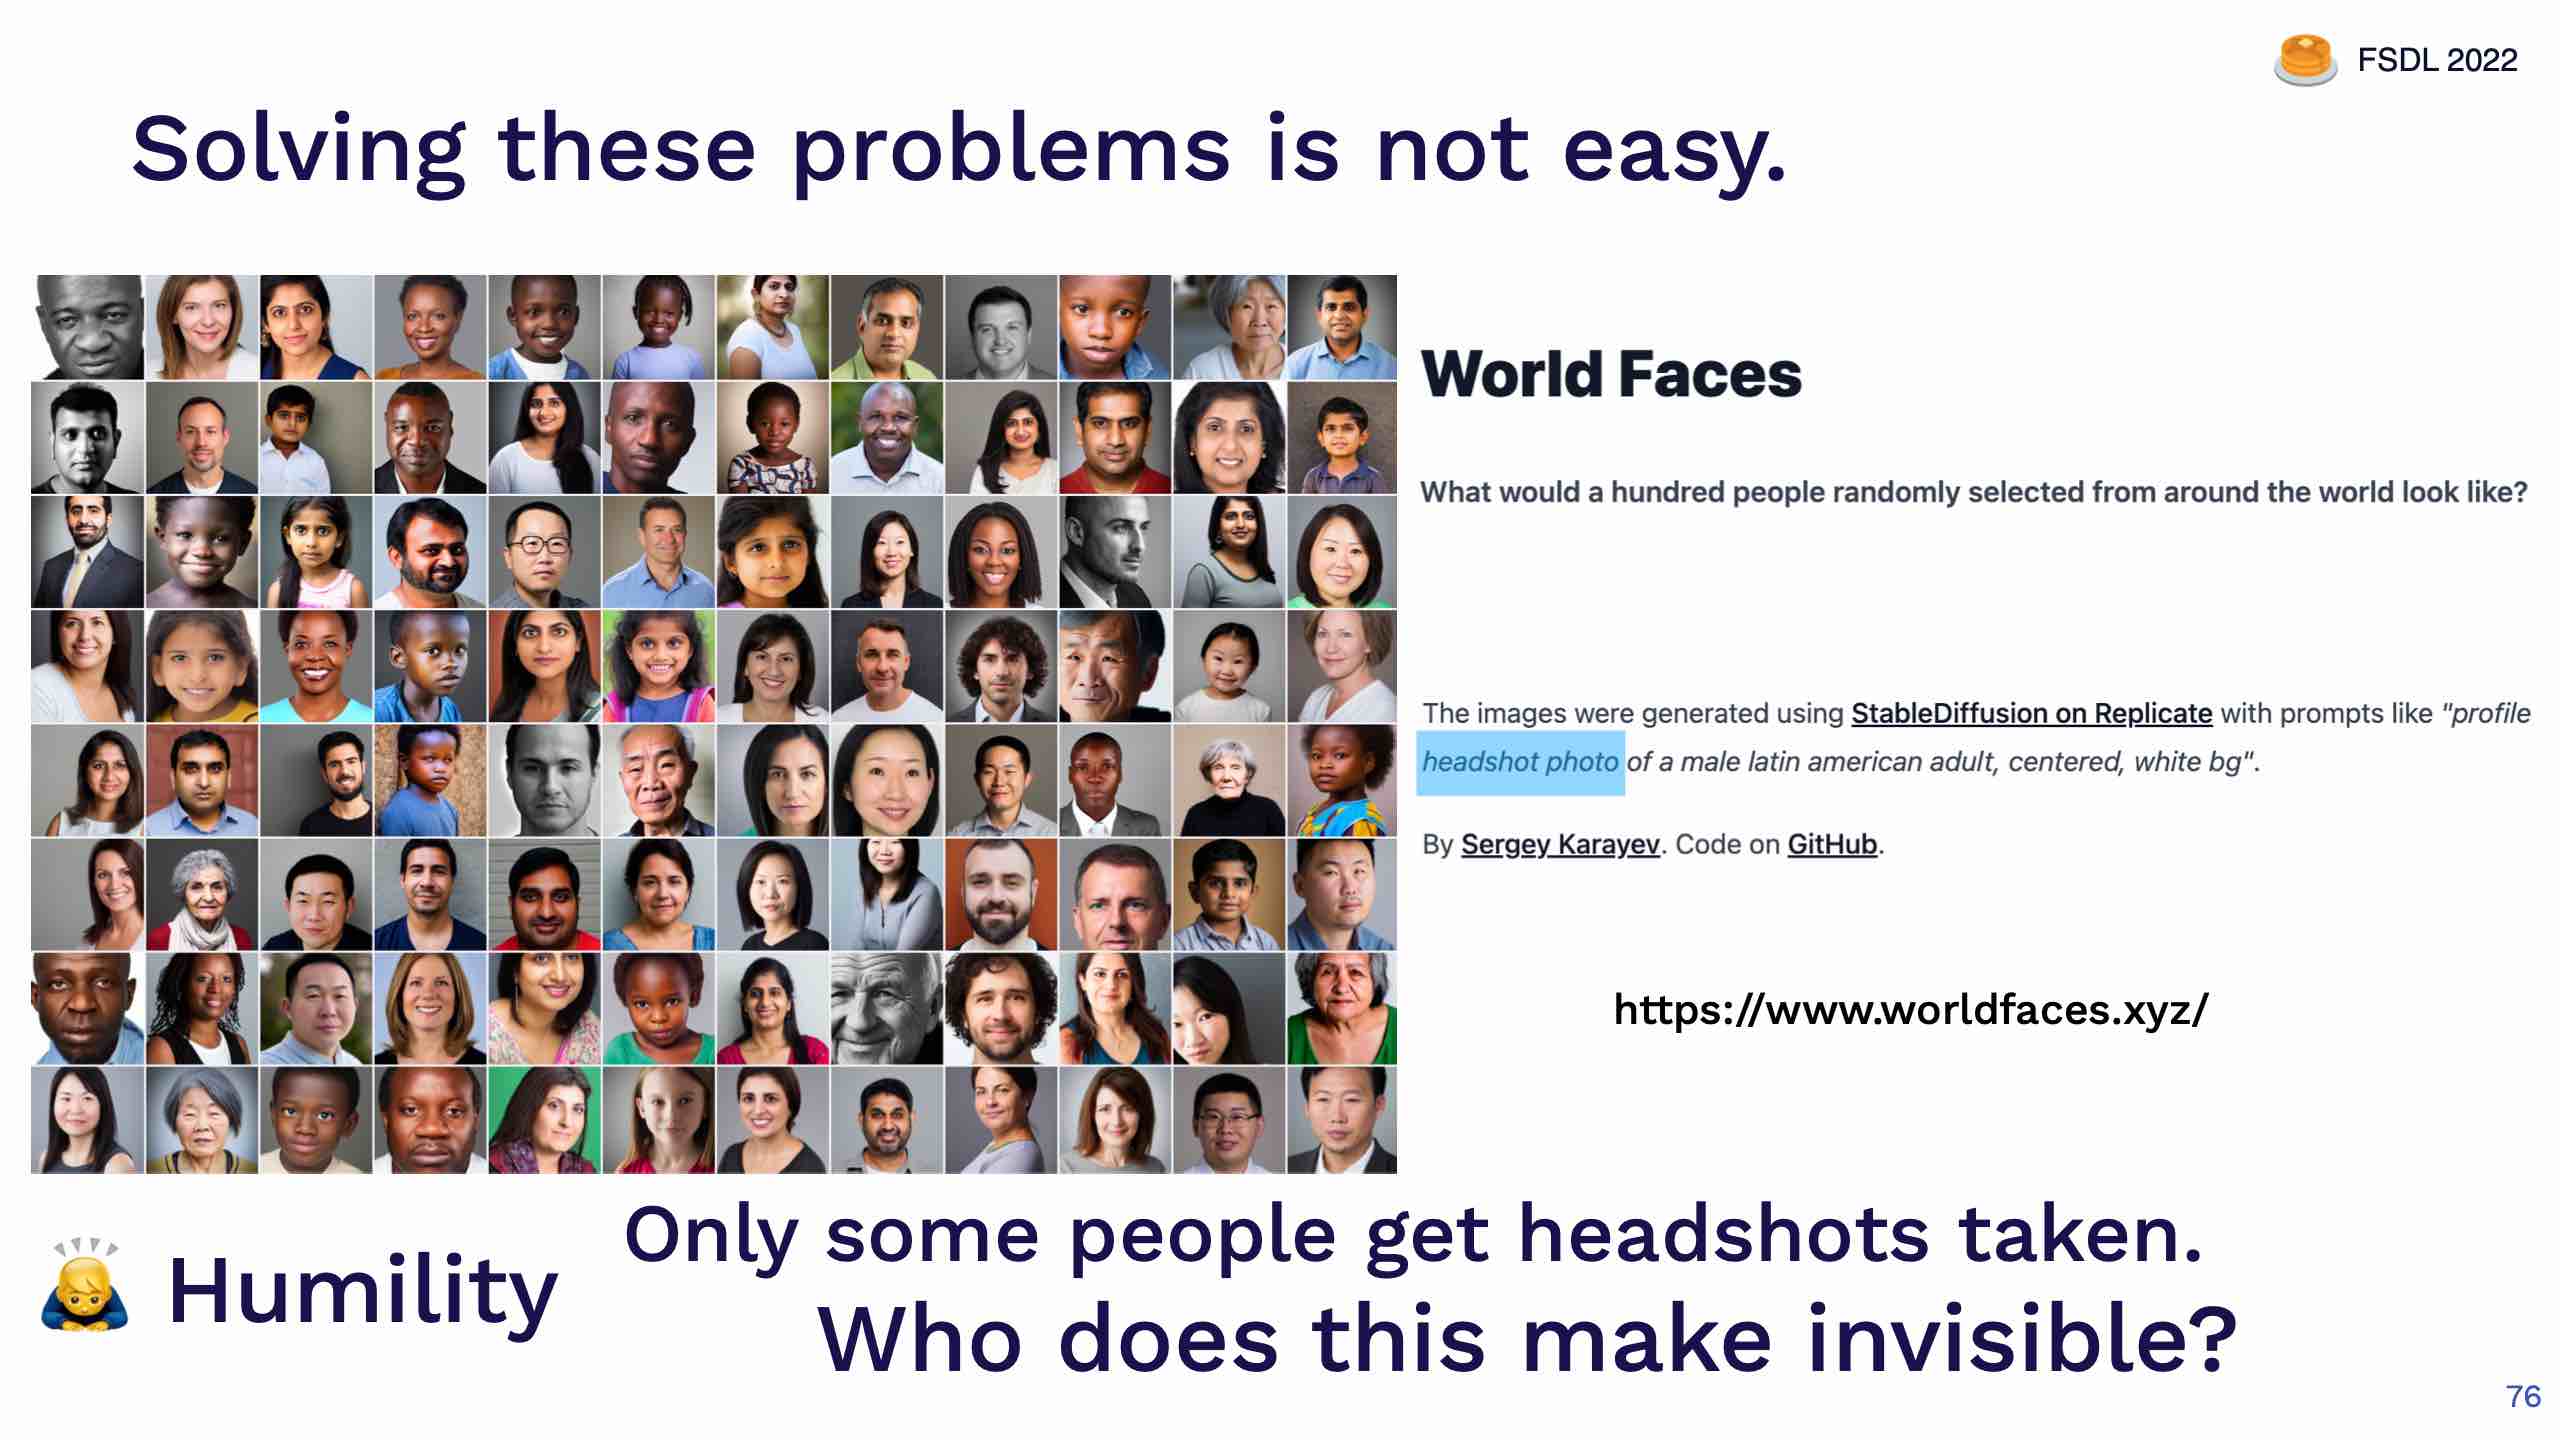 FSDL 2022
Solving these problems is not easy.
World Faces
What would a hundred people randomly selected from around the world look like?
The images were generated using StableDiffusion on Replicate with prompts like "profile
headshot photo of a male latin american adult, centered, white bg".
By Sergey Karayev. Code on GitHub.
https://www.worldfaces.xyz/
Humility
Only some people get headshots taken.
Who does this make invisible?
76